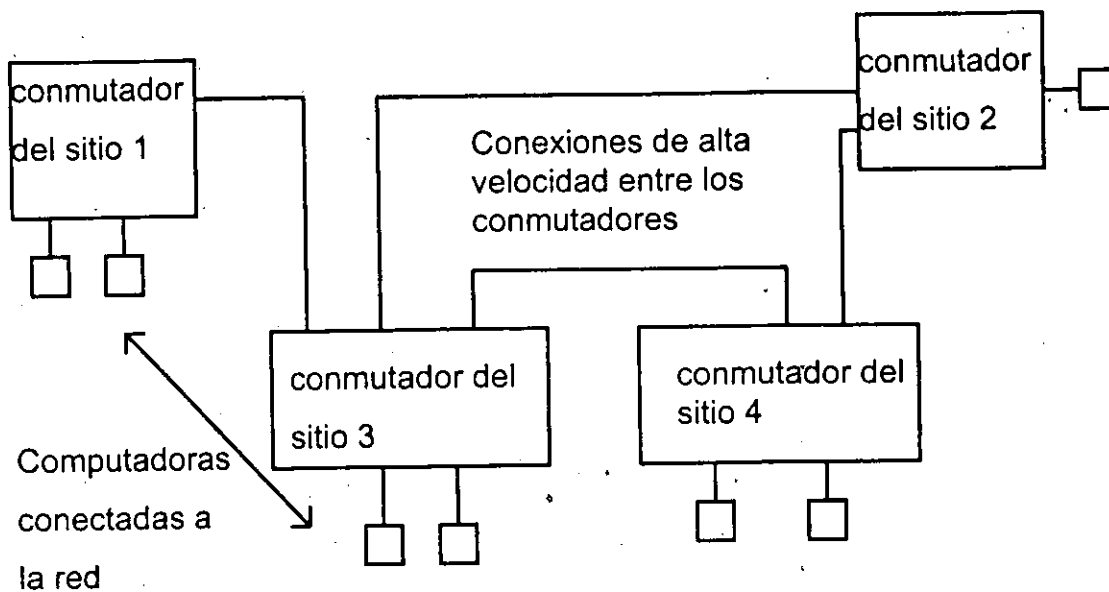 conmutador
del sitio 1
conmutador
del sitio 2
Conexiones de alta
velocidad entre los
conmutadores
conmutador del
sitio 3
conmutador del
sitio 4
Computadoras
conectadas a
la red